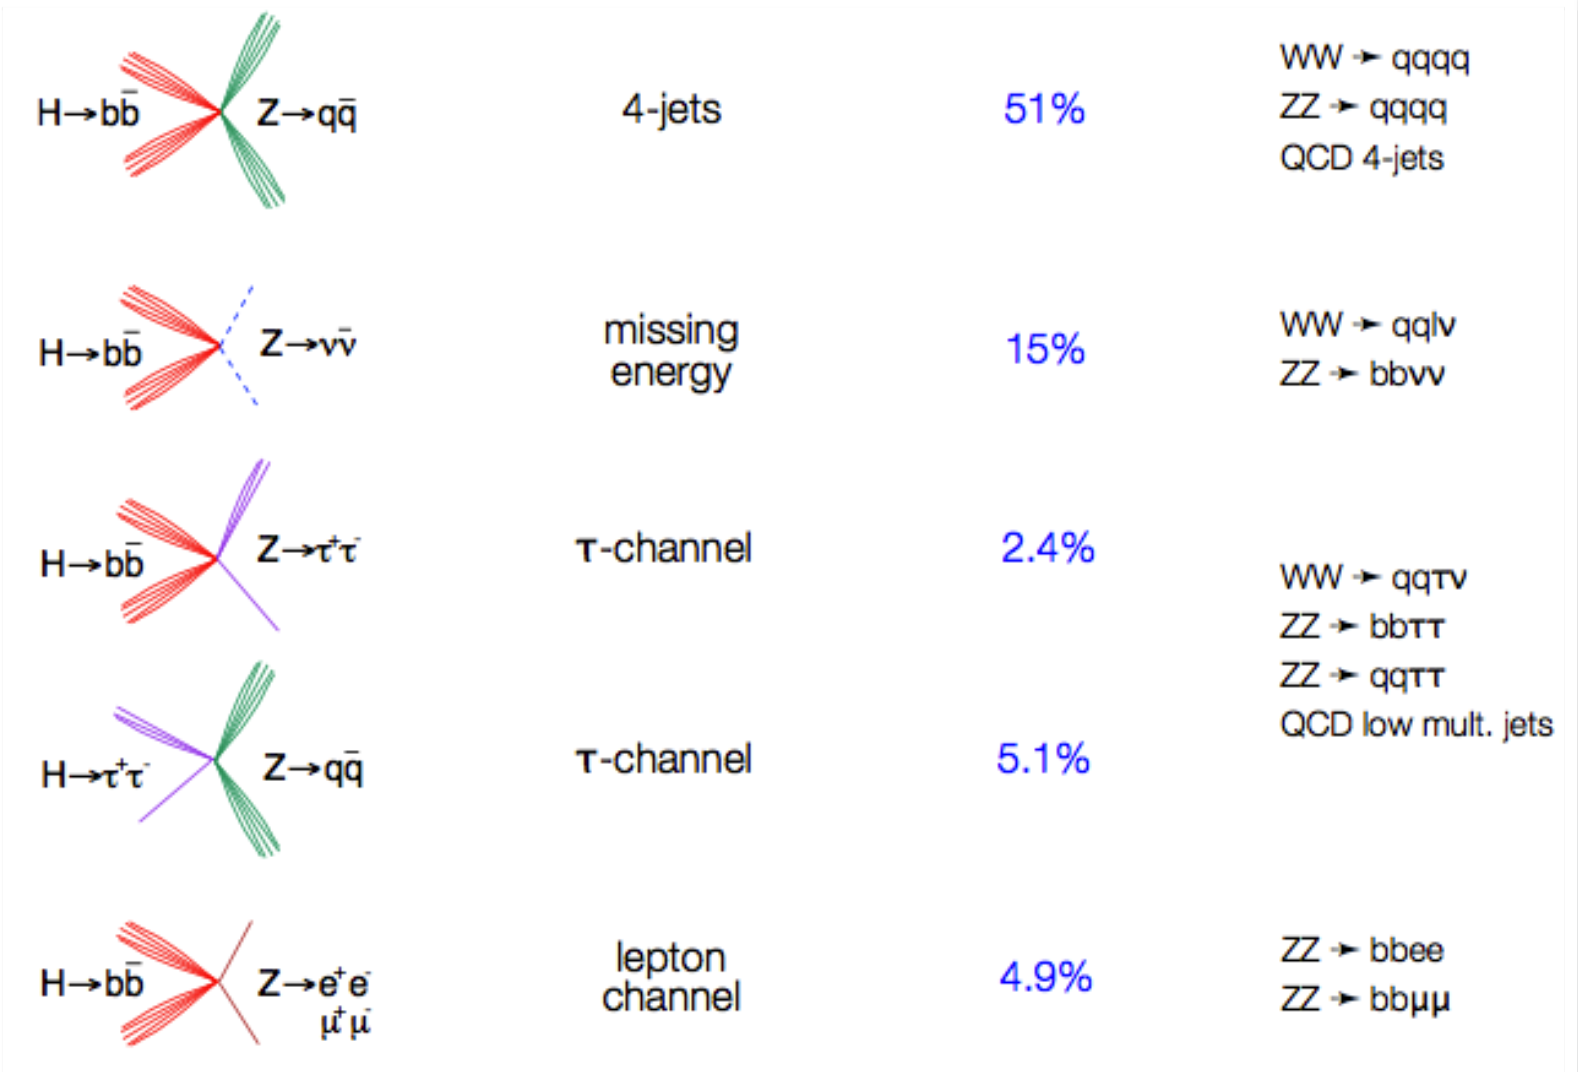 H→bb̄ Z→qq̄ 4-jets 51% WW → qqqq
ZZ → qqqq
QCD 4-jets
H→bb̄ Z→νν̄ missing energy 15% WW → qqlν
ZZ → bbνν
H→bb̄ Z→τ⁺τ⁻ τ-channel 2.4%
WW → qqτν
ZZ → bbττ
ZZ → qqττ
QCD low mult. jets
H→τ⁺τ⁻ Z→qq̄ τ-channel 5.1%
H→bb̄ Z→e⁺e⁻ μ⁺μ⁻ lepton channel 4.9% ZZ → bbee
ZZ → bbμμ